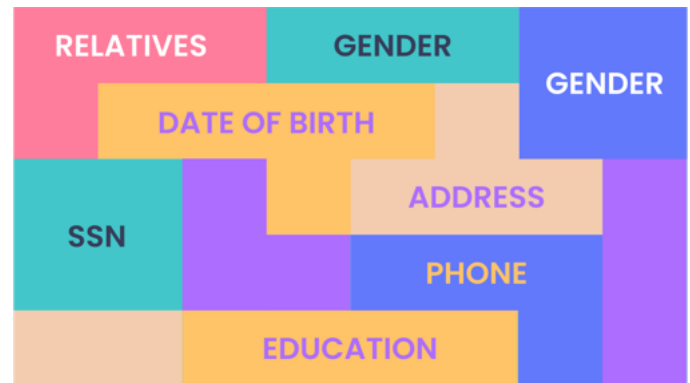 RELATIVES
GENDER
GENDER
DATE OF BIRTH
ADDRESS
SSN
PHONE
EDUCATION